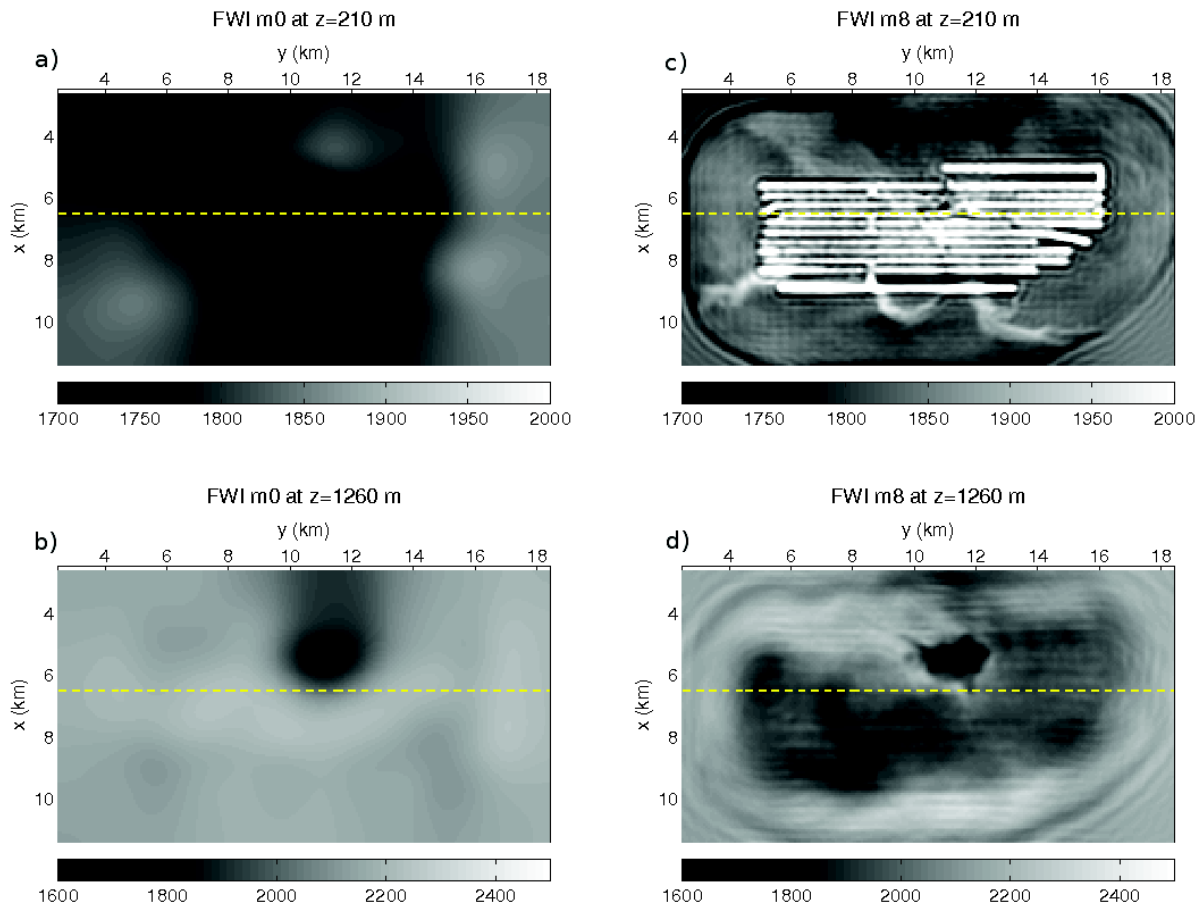 FWI m0 at z=210 m
a)
y (km)
4 6 8 10 12 14 16 18
x (km)
4
6
8
10
1700 1750 1800 1850 1900 1950 2000
FWI m8 at z=210 m
c)
y (km)
4 6 8 10 12 14 16 18
x (km)
4
6
8
10
1700 1750 1800 1850 1900 1950 2000
FWI m0 at z=1260 m
b)
y (km)
4 6 8 10 12 14 16 18
x (km)
4
6
8
10
1600 1800 2000 2200 2400
FWI m8 at z=1260 m
d)
y (km)
4 6 8 10 12 14 16 18
x (km)
4
6
8
10
1600 1800 2000 2200 2400